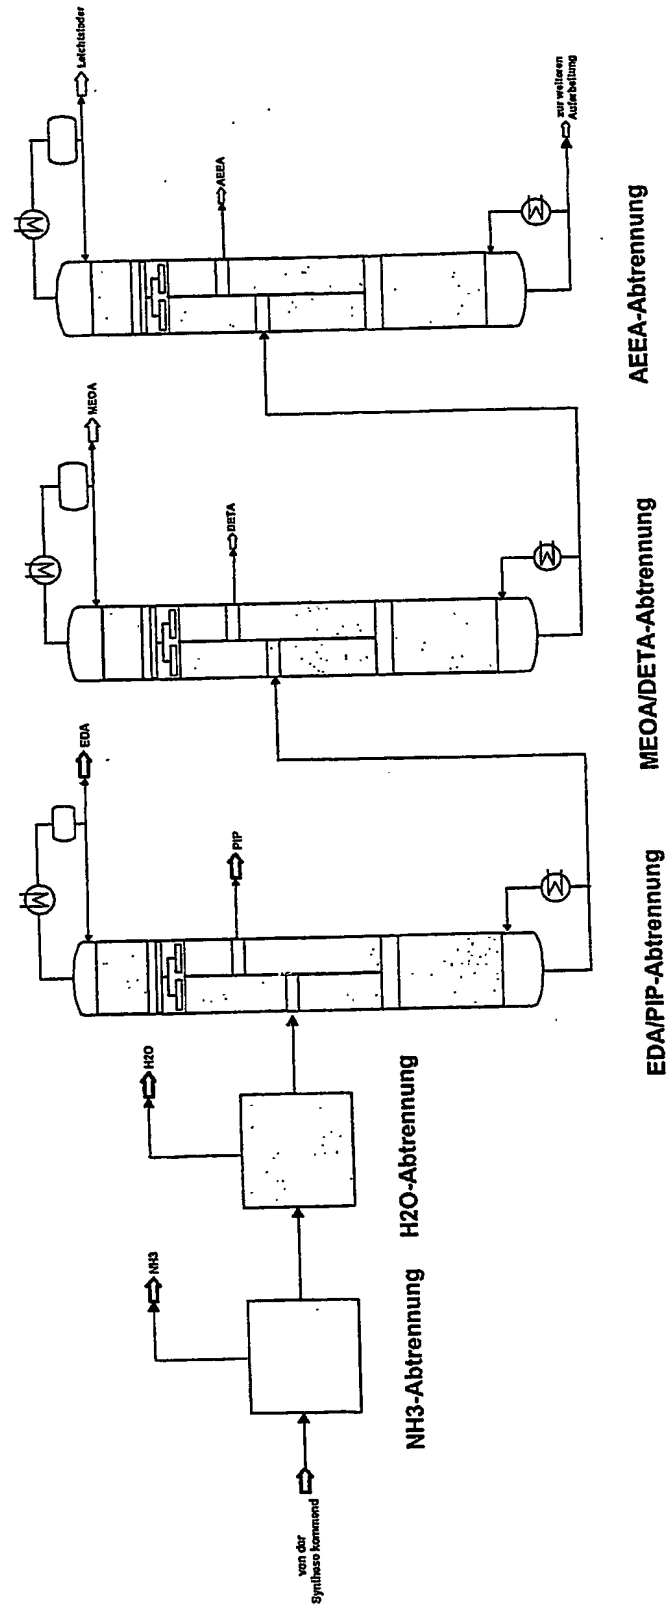 von der
Synthese kommend
NH3
NH3-Abtrennung
H2O
H2O-Abtrennung
EDA
PIP
EDA/PIP-Abtrennung
MEOA
DETA
MEOA/DETA-Abtrennung
Leichtsieder
AEEA
zur weiteren
Aufarbeitung
AEEA-Abtrennung